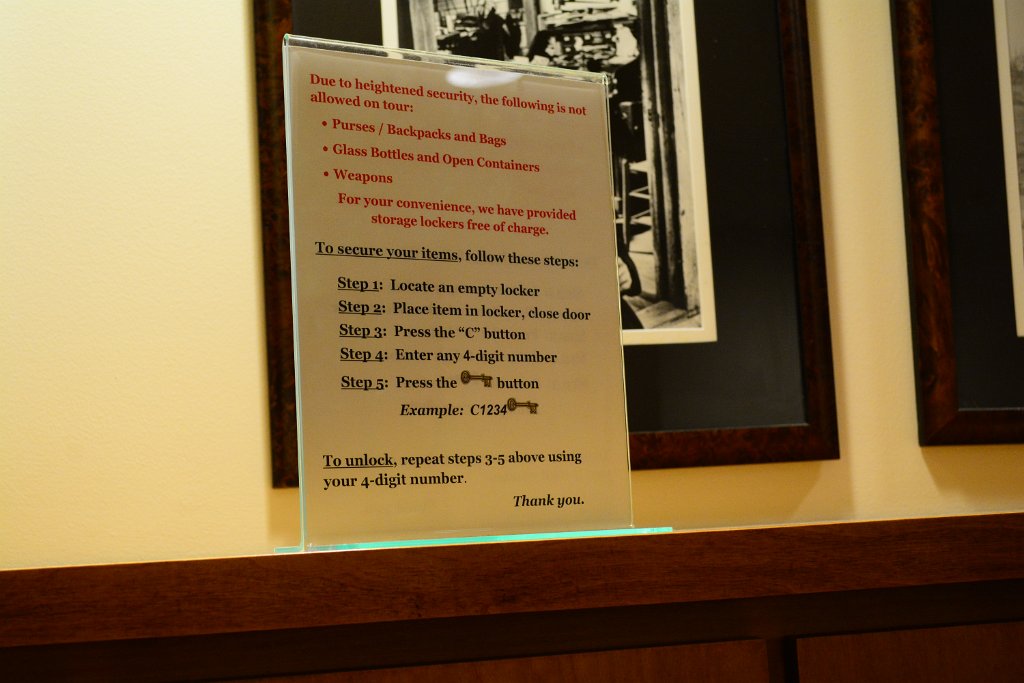 Due to heightened security, the following is not
allowed on tour:
• Purses / Backpacks and Bags
• Glass Bottles and Open Containers
• Weapons
For your convenience, we have provided
storage lockers free of charge.
To secure your items, follow these steps:
Step 1: Locate an empty locker
Step 2: Place item in locker, close door
Step 3: Press the “C” button
Step 4: Enter any 4-digit number
Step 5: Press the button
Example: C1234
To unlock, repeat steps 3-5 above using
your 4-digit number.
Thank you.